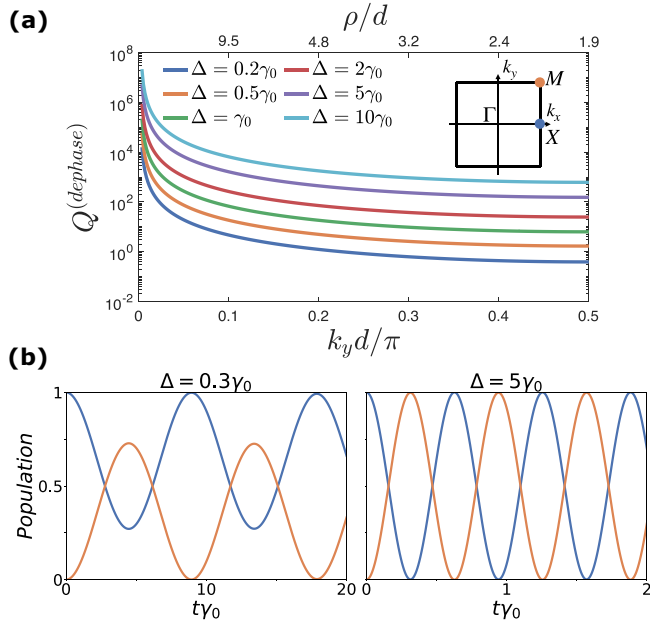 (a)
ρ/d
9.5 4.8 3.2 2.4 1.9
10^8
10^6
10^4
10^2
10^0
10^-2
Q^(dephase)
Δ = 0.2γ₀ Δ = 2γ₀
Δ = 0.5γ₀ Δ = 5γ₀
Δ = γ₀ Δ = 10γ₀
k_y M
Γ k_x
X
0 0.1 0.2 0.3 0.4 0.5
k_y d/π
(b)
Δ = 0.3γ₀ Δ = 5γ₀
1
0.5
0
Population
0 10 20
0 1 2
tγ₀ tγ₀